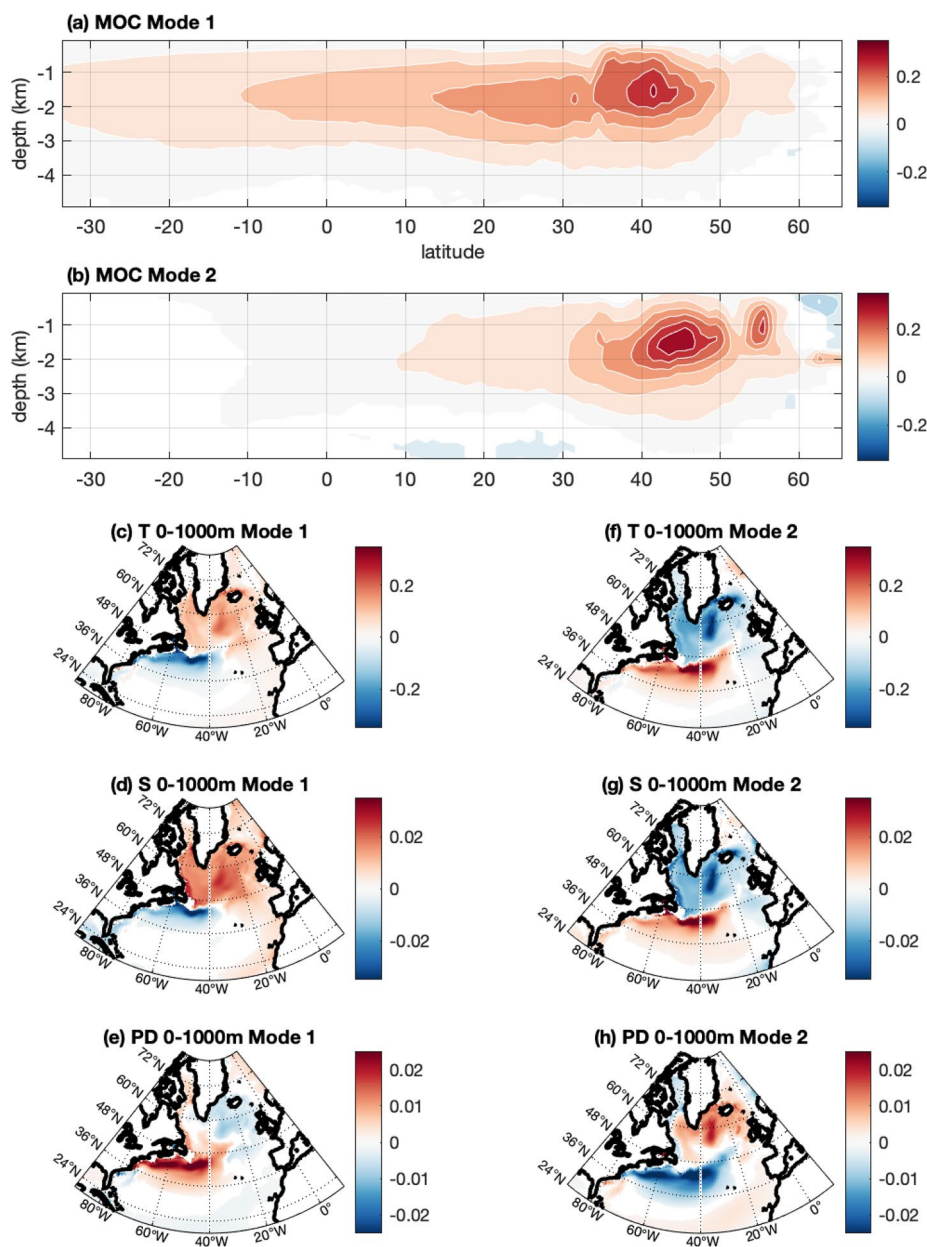 (a) MOC Mode 1
depth (km)
-1
-2
-3
-4
-30 -20 -10 0 10 20 30 40 50 60
latitude
0.2
0
-0.2
(b) MOC Mode 2
depth (km)
-1
-2
-3
-4
-30 -20 -10 0 10 20 30 40 50 60
0.2
0
-0.2
(c) T 0-1000m Mode 1
72°N
60°N
48°N
36°N
24°N
80°W
60°W
40°W
20°W
0°
0.2
0
-0.2
(f) T 0-1000m Mode 2
72°N
60°N
48°N
36°N
24°N
80°W
60°W
40°W
20°W
0°
0.2
0
-0.2
(d) S 0-1000m Mode 1
72°N
60°N
48°N
36°N
24°N
80°W
60°W
40°W
20°W
0°
0.02
0
-0.02
(g) S 0-1000m Mode 2
72°N
60°N
48°N
36°N
24°N
80°W
60°W
40°W
20°W
0°
0.02
0
-0.02
(e) PD 0-1000m Mode 1
72°N
60°N
48°N
36°N
24°N
80°W
60°W
40°W
20°W
0°
0.02
0.01
0
-0.01
-0.02
(h) PD 0-1000m Mode 2
72°N
60°N
48°N
36°N
24°N
80°W
60°W
40°W
20°W
0°
0.02
0.01
0
-0.01
-0.02